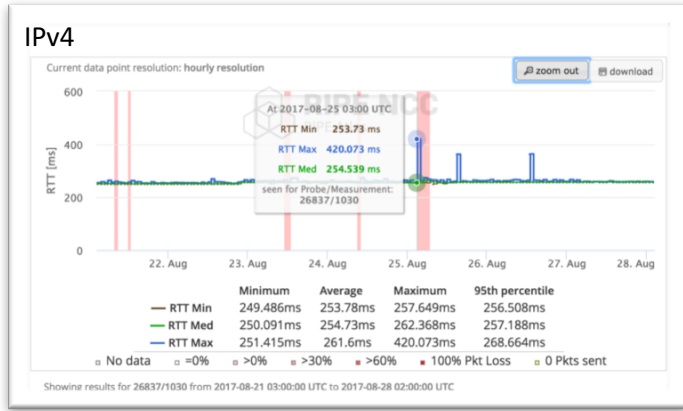 IPv4
Current data point resolution: hourly resolution
zoom out
download
600
400
200
0
RTT [ms]
RIPE NCC
At 2017-08-25 03:00 UTC
RTT Min 253.73 ms
RTT Max 420.073 ms
RTT Med 254.539 ms
seen for Probe/Measurement:
26837/1030
22. Aug 23. Aug 24. Aug 25. Aug 26. Aug 27. Aug 28. Aug
Minimum Average Maximum 95th percentile
RTT Min 249.486ms 253.78ms 257.649ms 256.508ms
RTT Med 250.091ms 254.73ms 262.368ms 257.188ms
RTT Max 251.415ms 261.6ms 420.073ms 268.664ms
No data =0% >0% >30% >60% 100% Pkt Loss 0 Pkts sent
Showing results for 26837/1030 from 2017-08-21 03:00:00 UTC to 2017-08-28 02:00:00 UTC